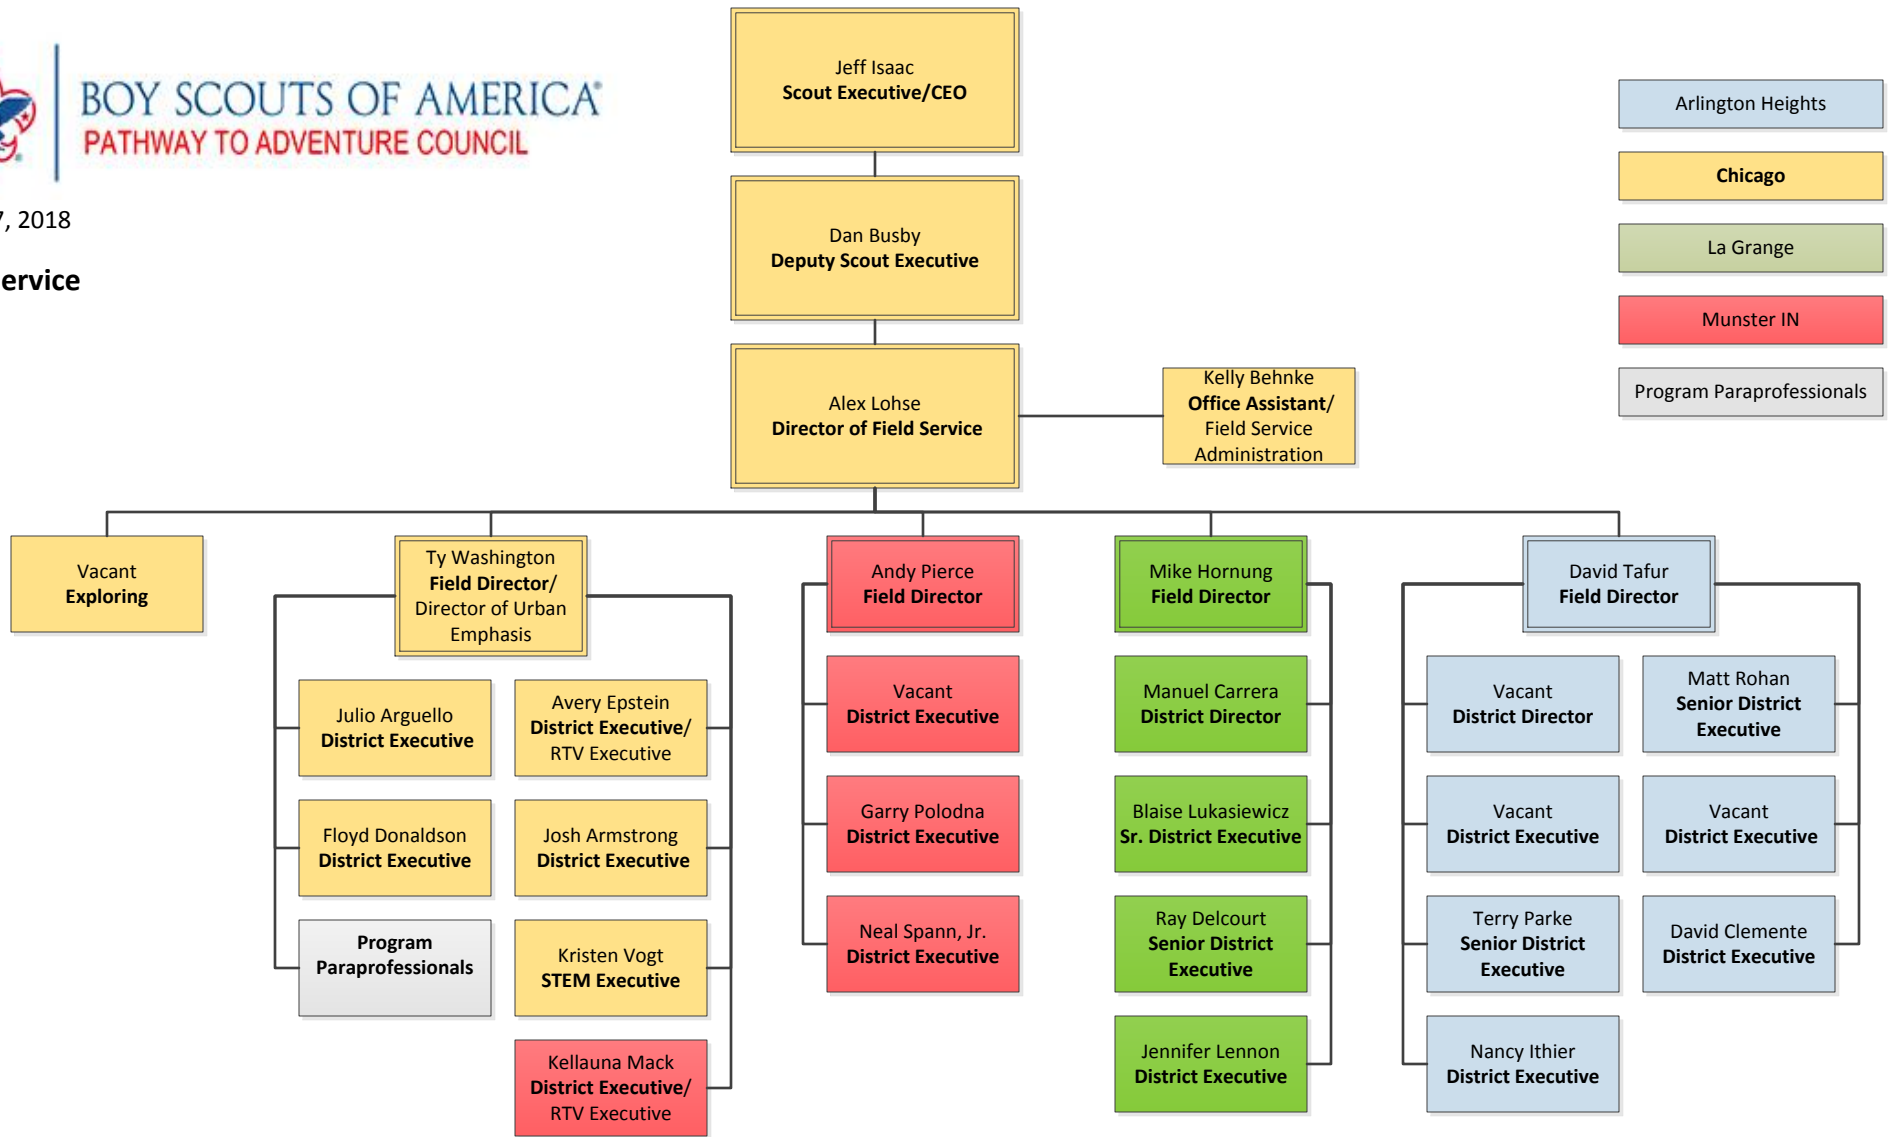 BOY SCOUTS OF AMERICA®
PATHWAY TO ADVENTURE COUNCIL
7, 2018
ervice
Jeff Isaac
Scout Executive/CEO
Dan Busby
Deputy Scout Executive
Alex Lohse
Director of Field Service
Kelly Behnke
Office Assistant/
Field Service
Administration
Arlington Heights
Chicago
La Grange
Munster IN
Program Paraprofessionals
Vacant
Exploring
Ty Washington
Field Director/
Director of Urban
Emphasis
Julio Arguello
District Executive
Floyd Donaldson
District Executive
Program
Paraprofessionals
Avery Epstein
District Executive/
RTV Executive
Josh Armstrong
District Executive
Kristen Vogt
STEM Executive
Kellauna Mack
District Executive/
RTV Executive
Andy Pierce
Field Director
Vacant
District Executive
Garry Polodna
District Executive
Neal Spann, Jr.
District Executive
Mike Hornung
Field Director
Manuel Carrera
District Director
Blaise Lukasiewicz
Sr. District Executive
Ray Delcourt
Senior District
Executive
Jennifer Lennon
District Executive
David Tafur
Field Director
Vacant
District Director
Vacant
District Executive
Terry Parke
Senior District
Executive
Nancy Ithier
District Executive
Matt Rohan
Senior District
Executive
Vacant
District Executive
David Clemente
District Executive